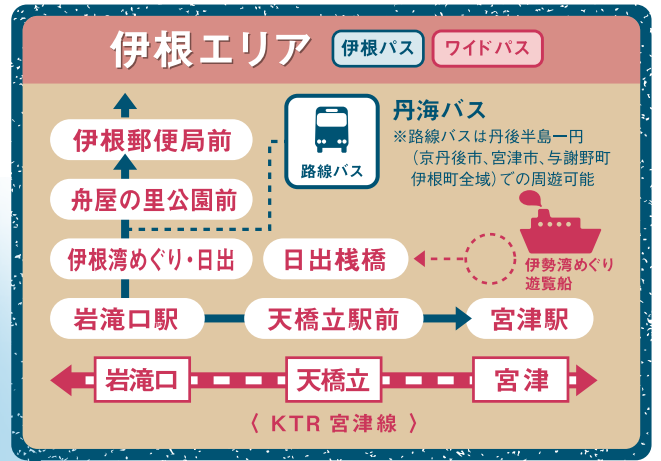 伊根エリア 伊根パス ワイドパス
伊根郵便局前
舟屋の里公園前
伊根湾めぐり・日出
路線バス
丹海バス
※路線バスは丹後半島一円
（京丹後市、宮津市、与謝野町
伊根町全域）での周遊可能
日出桟橋
伊勢湾めぐり
遊覧船
岩滝口駅 天橋立駅前 宮津駅
岩滝口 天橋立 宮津
〈 KTR 宮津線 〉